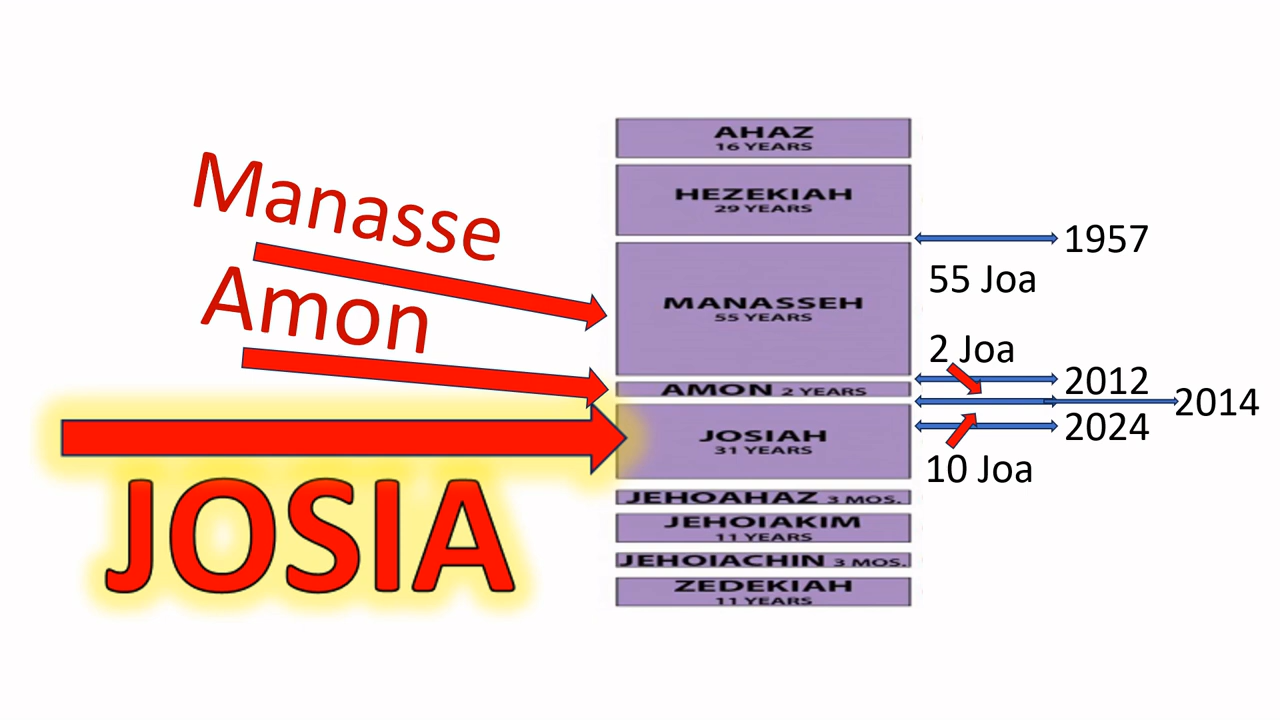 Manasse
Amon
JOSIA
AHAZ
16 YEARS
HEZEKIAH
29 YEARS
MANASSEH
55 YEARS
AMON 2 YEARS
JOSIAH
31 YEARS
JEHOAHAZ 3 MOS.
JEHOIAKIM
11 YEARS
JEHOIACHIN 3 MOS.
ZEDEKIAH
11 YEARS
1957
55 Joa
2 Joa
2012
2014
2024
10 Joa